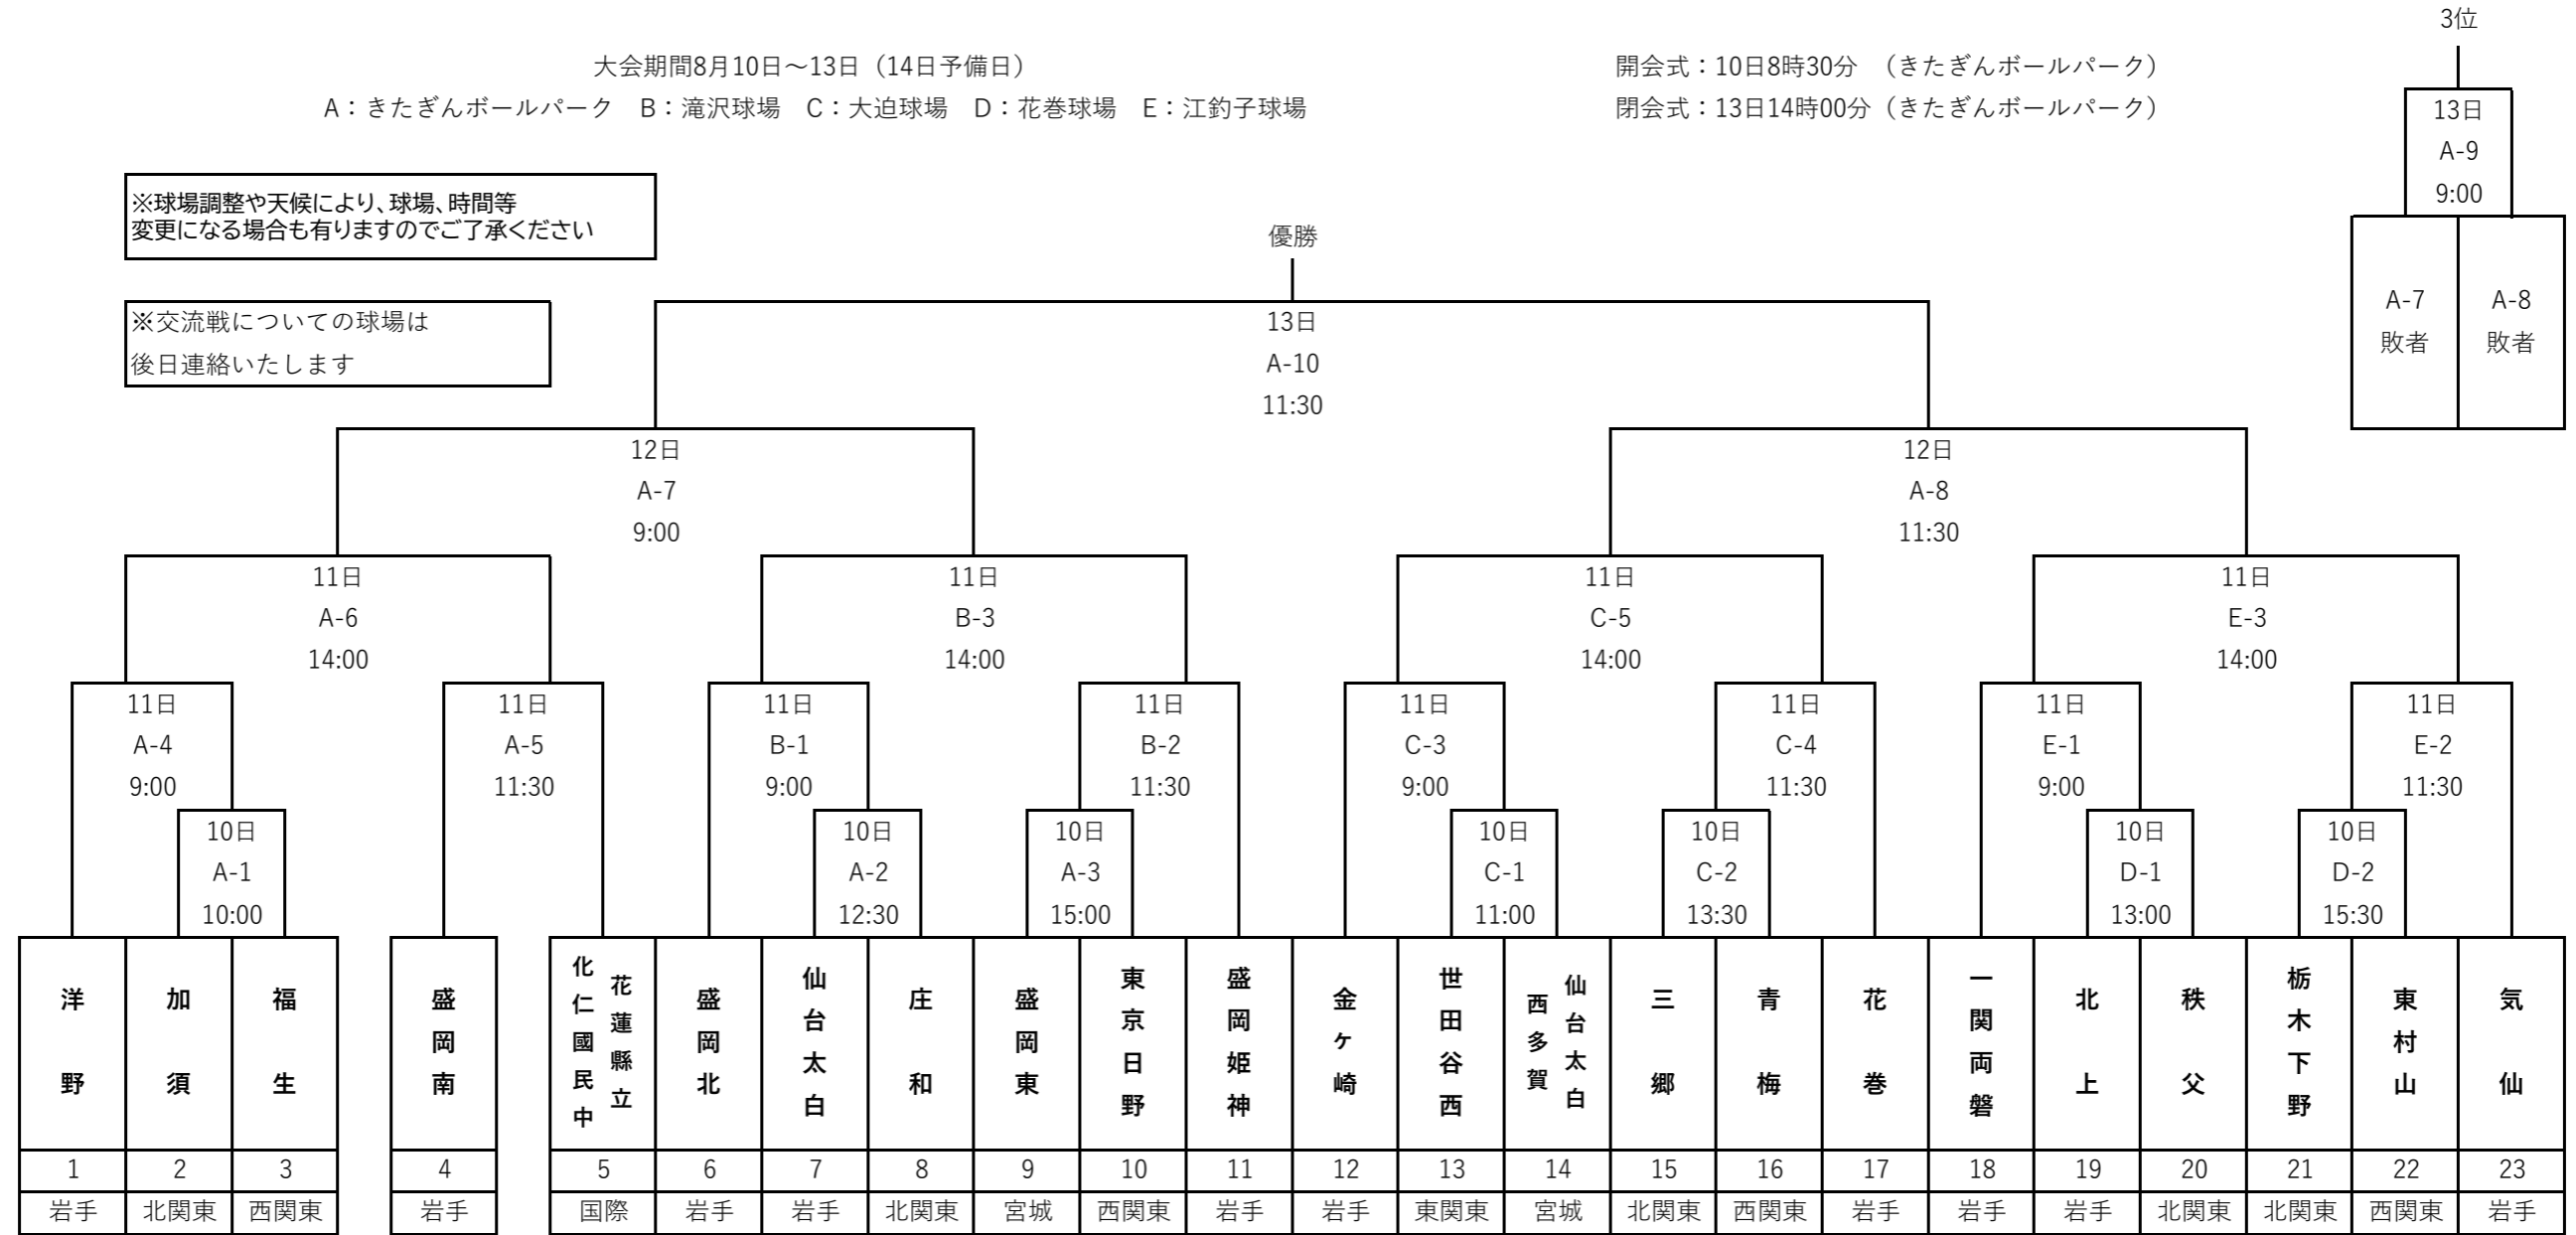 3位
大会期間8月10日～13日（14日予備日）
開会式：10日8時30分　（きたぎんボールパーク）
A：きたぎんボールパーク　B：滝沢球場　C：大迫球場　D：花巻球場　E：江釣子球場
閉会式：13日14時00分（きたぎんボールパーク）
13日
A-9
9:00
※球場調整や天候により、球場、時間等
変更になる場合も有りますのでご了承ください
優勝
A-7
敗者
A-8
敗者
※交流戦についての球場は
後日連絡いたします
13日
A-10
11:30
12日
A-7
9:00
12日
A-8
11:30
11日
A-6
14:00
11日
B-3
14:00
11日
C-5
14:00
11日
E-3
14:00
11日
A-4
9:00
11日
A-5
11:30
11日
B-1
9:00
11日
B-2
11:30
11日
C-3
9:00
11日
C-4
11:30
11日
E-1
9:00
11日
E-2
11:30
10日
A-1
10:00
10日
A-2
12:30
10日
A-3
15:00
10日
C-1
11:00
10日
C-2
13:30
10日
D-1
13:00
10日
D-2
15:30
洋野
加須
福生
盛岡南
花蓮縣立
化仁國民中
盛岡北
仙台太白
庄和
盛岡東
東京日野
盛岡姫神
金ヶ崎
世田谷西
仙台太白
西多賀
三郷
青梅
花巻
一関両磐
北上
秩父
栃木下野
東村山
気仙
1 2 3 4 5 6 7 8 9 10 11 12 13 14 15 16 17 18 19 20 21 22 23
岩手 北関東 西関東 岩手 国際 岩手 岩手 北関東 宮城 西関東 岩手 岩手 東関東 宮城 北関東 西関東 岩手 岩手 岩手 北関東 北関東 西関東 岩手